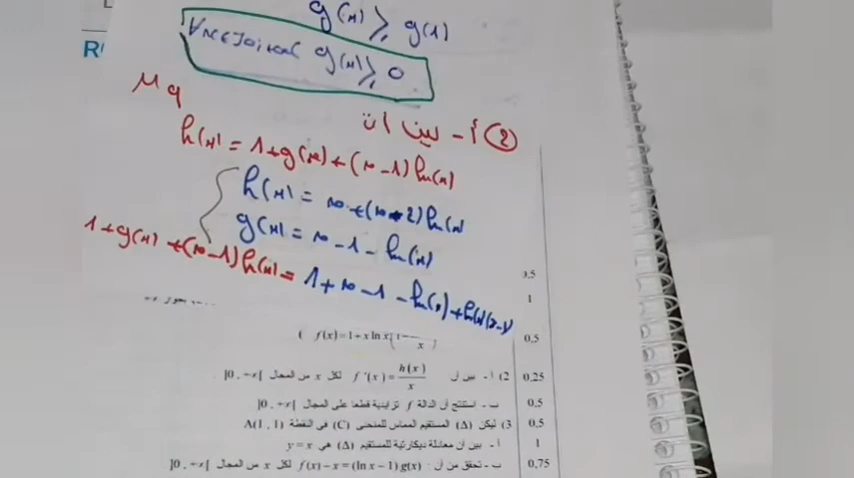 g(x) ⩾ g(1)
∀x∈]0;+∞[ g(x) ⩾ 0
Mq
② أ - لبين أن
h(x) = 1+g(x)+(x-1)ln(x)
h(x) = x+(x-2)ln(x)
g(x) = x-1-ln(x)
1+g(x)+(x-1)ln(x) = 1+x-1-ln(x)+ln(x)(x-1)
0,5
1
0,5
f(x)=1+x ln x
0,25 2) أ - بين أن f'(x)=h(x)/x لكل x من المجال ]0,+∞[
0,5 ب - استنتج أن الدالة f تزايدية قطعا على المجال ]0,+∞[
0,5 3) ليكن (Δ) المستقيم المماس للمنحنى (C) في النقطة A(1,1)
1 أ - بين أن معادلة ديكارتية للمستقيم (Δ) هي y=x
0,75 ب - تحقق من أن : f(x)-x=(ln x-1)g(x) لكل x من المجال ]0,+∞[